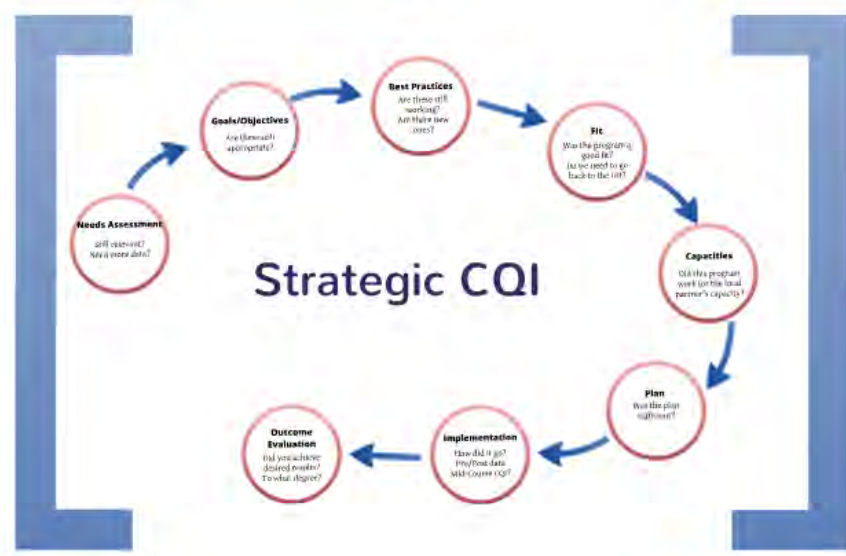 Needs Assessment
Still relevant?
Need more data?
Goals/Objectives
Are these still
appropriate?
Best Practices
Are these still
working?
Are there new
ones?
Fit
Was the program a
good fit?
Do we need to go
back to the list?
Capacities
Did this program
work for the local
partner's capacity?
Plan
Was the plan
Implementation
How did it go?
Pre/Post data
Mid-Course CQI?
Outcome
Evaluation
Did you achieve
desired results?
To what degree?
Strategic CQI